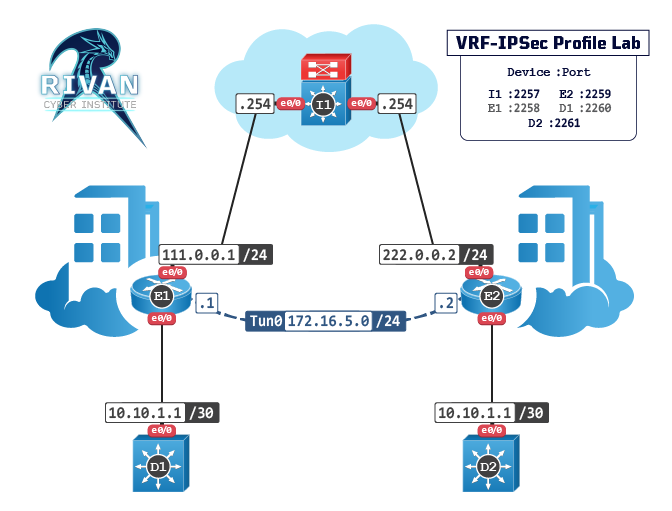 RIVAN
CYBER INSTITUTE
VRF-IPSec Profile Lab
Device :Port
I1 :2257 E2 :2259
E1 :2258 D1 :2260
D2 :2261
.254 e0/0 I1 e0/0 .254
111.0.0.1 /24
222.0.0.2 /24
e0/0
e0/0
E1
.1
.2
E2
e0/0
Tun0 172.16.5.0 /24
e0/0
10.10.1.1 /30
10.10.1.1 /30
e0/0
e0/0
D1
D2